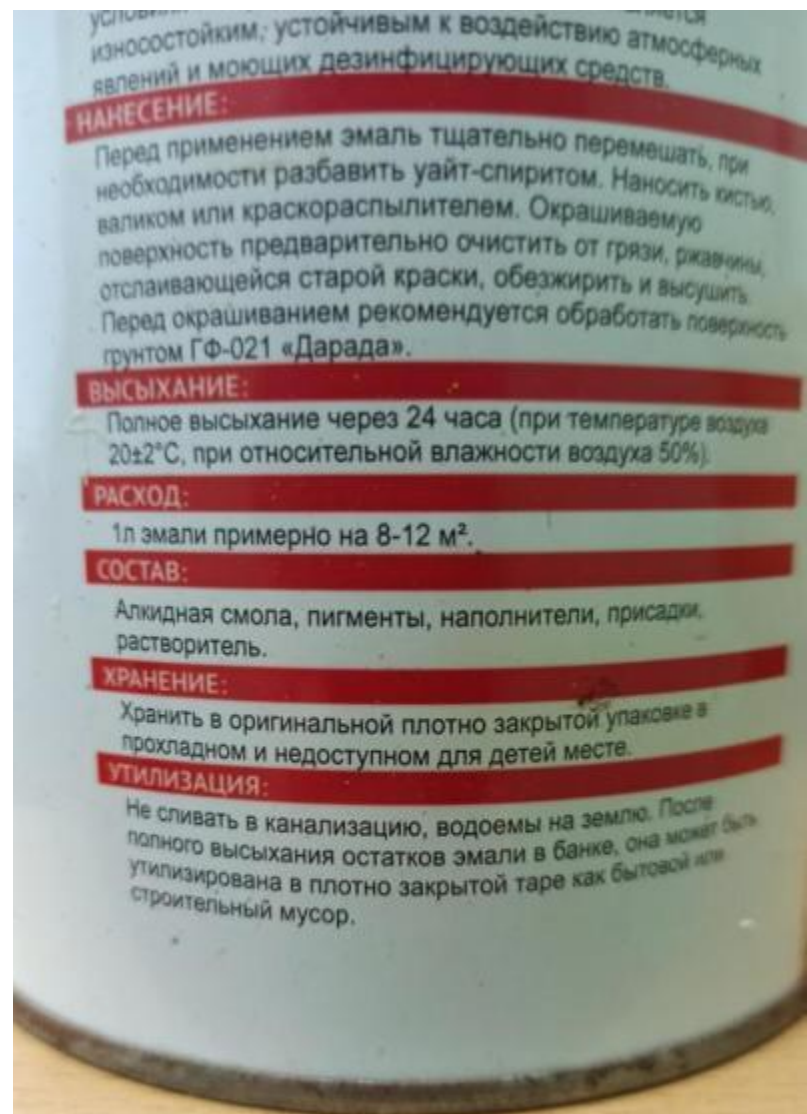 износостойким, устойчивым к воздействию атмосферных
явлений и моющих дезинфицирующих средств.
НАНЕСЕНИЕ:
Перед применением эмаль тщательно перемешать, при
необходимости разбавить уайт-спиритом. Наносить кистью,
валиком или краскораспылителем. Окрашиваемую
поверхность предварительно очистить от грязи, ржавчины,
отслаивающейся старой краски, обезжирить и высушить.
Перед окрашиванием рекомендуется обработать поверхность
грунтом ГФ-021 «Дарада».
ВЫСЫХАНИЕ:
Полное высыхание через 24 часа (при температуре воздуха
20±2°С, при относительной влажности воздуха 50%).
РАСХОД:
1л эмали примерно на 8-12 м².
СОСТАВ:
Алкидная смола, пигменты, наполнители, присадки,
растворитель.
ХРАНЕНИЕ:
Хранить в оригинальной плотно закрытой упаковке в
прохладном и недоступном для детей месте.
УТИЛИЗАЦИЯ:
Не сливать в канализацию, водоемы на землю. После
полного высыхания остатков эмали в банке, она может быть
утилизирована в плотно закрытой таре как бытовой или
строительный мусор.